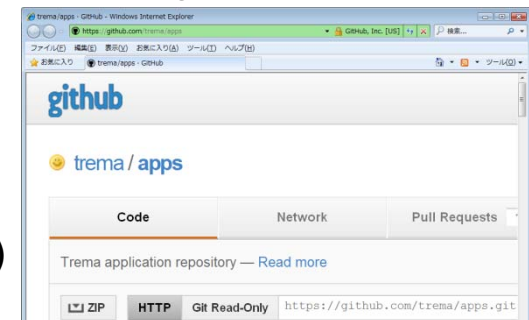 trema/apps - GitHub - Windows Internet Explorer
https://github.com/trema/apps GitHub, Inc. [US] 検索...
ファイル(F) 編集(E) 表示(V) お気に入り(A) ツール(T) ヘルプ(H)
お気に入り trema/apps - GitHub ツール(O)
github
trema / apps
Code Network Pull Requests
Trema application repository — Read more
ZIP HTTP Git Read-Only https://github.com/trema/apps.git